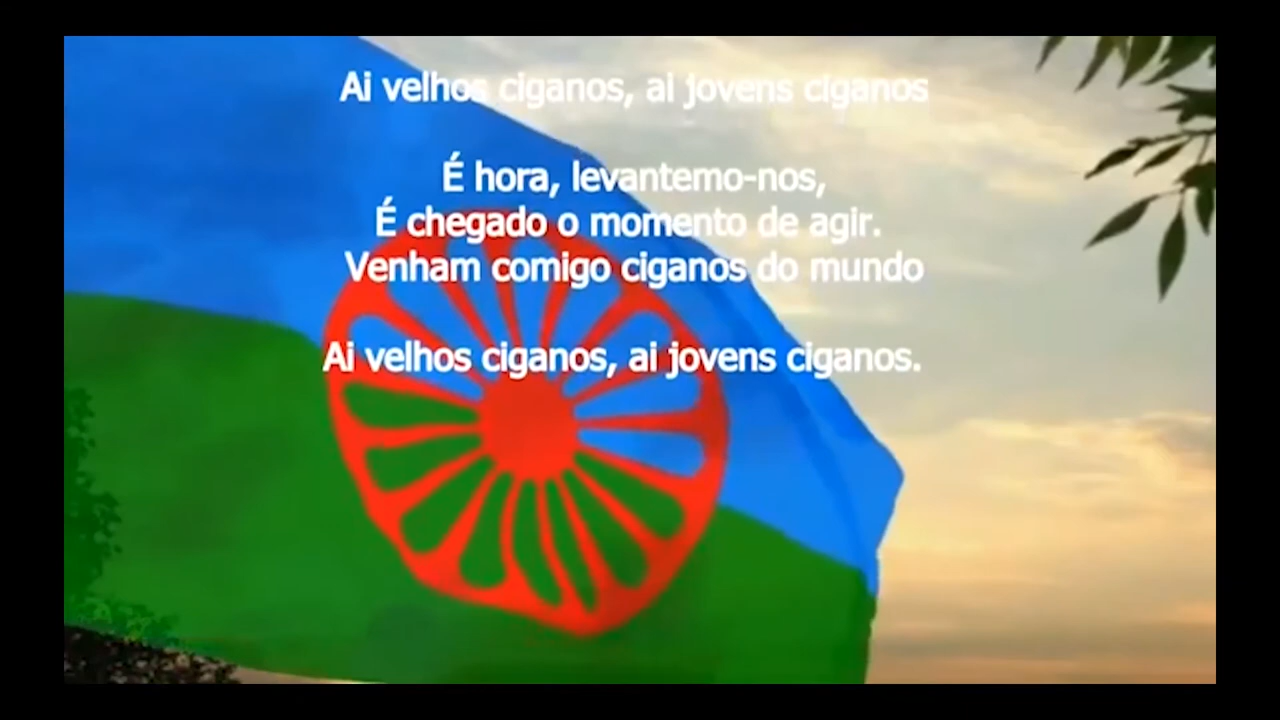 Ai velhos ciganos, ai jovens ciganos
É hora, levantemo-nos,
É chegado o momento de agir.
Venham comigo ciganos do mundo
Ai velhos ciganos, ai jovens ciganos.